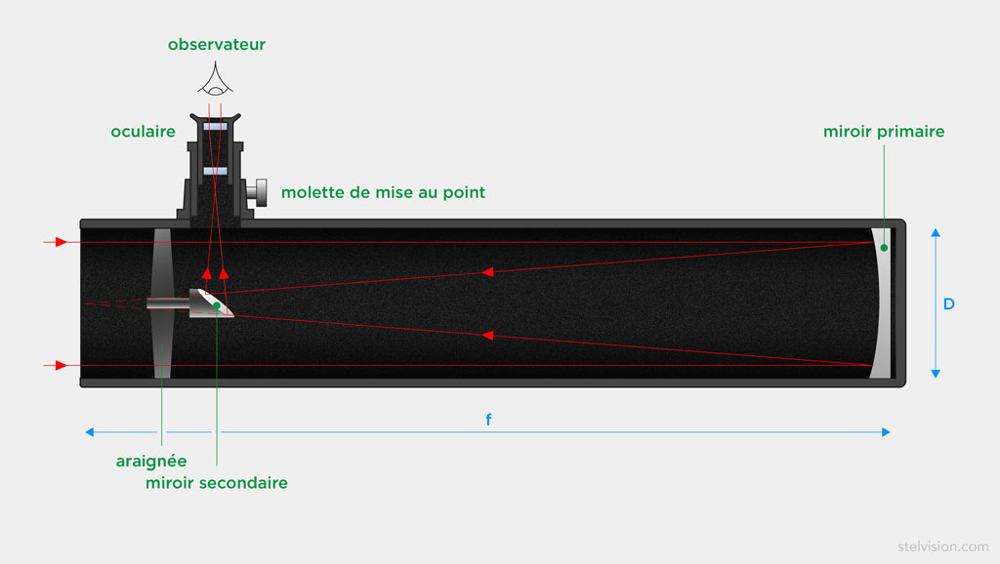 observateur
oculaire
miroir primaire
molette de mise au point
D
f
araignée
miroir secondaire
stelvision.com